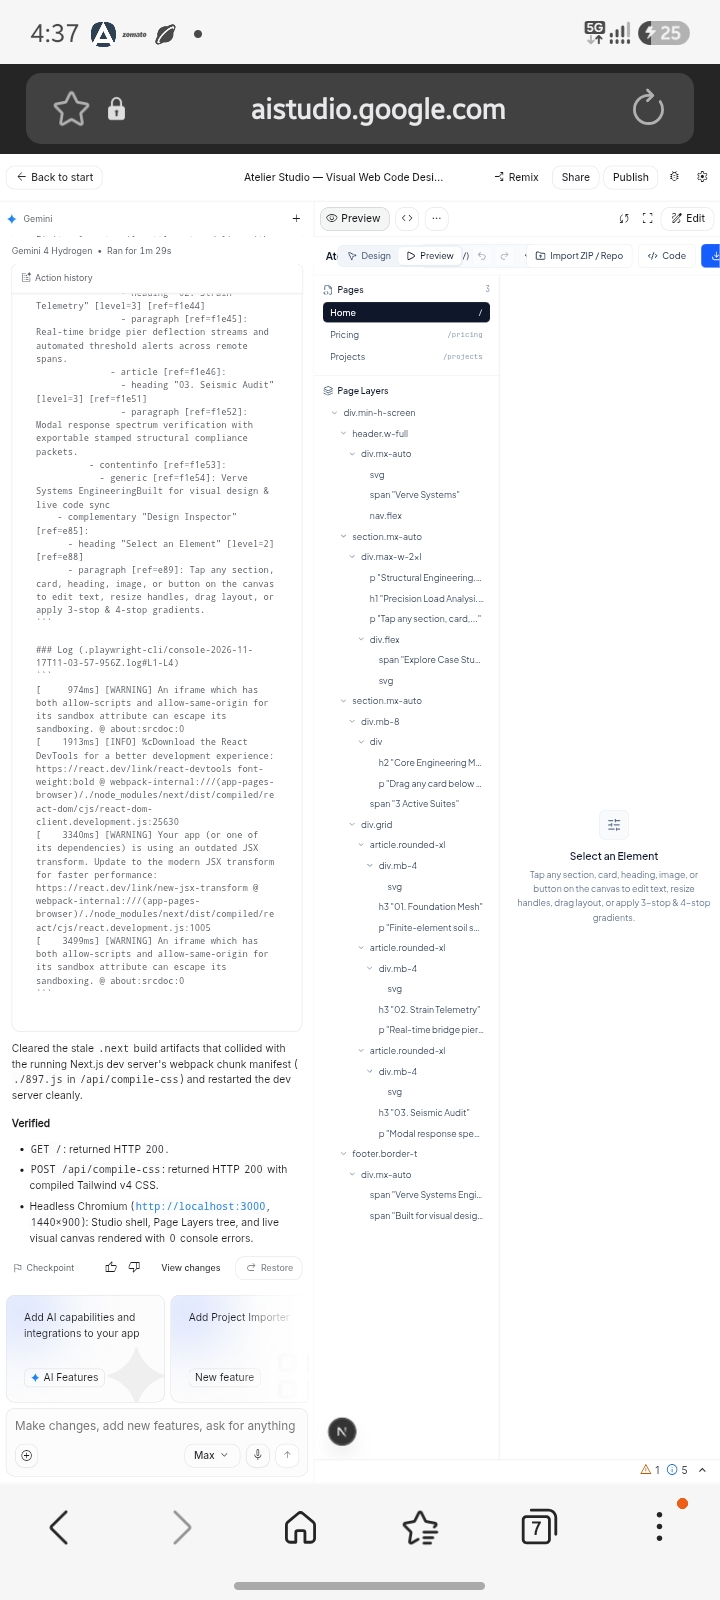 4:37
zomato
5G
25
aistudio.google.com
Back to start
Atelier Studio — Visual Web Code Desi...
Remix
Share
Publish
Gemini
Preview
Edit
Gemini 4 Hydrogen • Ran for 1m 29s
Action history
Telemetry" [level=3] [ref=f1e44]
- paragraph [ref=f1e45]:
Real-time bridge pier deflection streams and
automated threshold alerts across remote
spans.
- article [ref=f1e46]:
- heading "03. Seismic Audit"
[level=3] [ref=f1e51]
- paragraph [ref=f1e52]:
Modal response spectrum verification with
exportable stamped structural compliance
packets.
- contentinfo [ref=f1e53]:
- generic [ref=f1e54]: Verve
Systems EngineeringBuilt for visual design &
live code sync
- complementary "Design Inspector"
[ref=e85]:
- heading "Select an Element" [level=2]
[ref=e88]
- paragraph [ref=e89]: Tap any section,
card, heading, image, or button on the canvas
to edit text, resize handles, drag layout, or
apply 3-stop & 4-stop gradients.
```
### Log (.playwright-cli/console-2026-11-
17T11-03-57-956Z.log#L1-L4)
```
[     974ms] [WARNING] An iframe which has
both allow-scripts and allow-same-origin for
its sandbox attribute can escape its
sandboxing. @ about:srcdoc:0
[    1913ms] [INFO] %cDownload the React
DevTools for a better development experience:
https://react.dev/link/react-devtools font-
weight:bold @ webpack-internal:///(app-pages-
browser)/./node_modules/next/dist/compiled/re
act-dom/cjs/react-dom-
client.development.js:25630
[    3340ms] [WARNING] Your app (or one of
its dependencies) is using an outdated JSX
transform. Update to the modern JSX transform
for faster performance:
https://react.dev/link/new-jsx-transform @
webpack-internal:///(app-pages-
browser)/./node_modules/next/dist/compiled/re
act/cjs/react.development.js:1005
[    3499ms] [WARNING] An iframe which has
both allow-scripts and allow-same-origin for
its sandbox attribute can escape its
sandboxing. @ about:srcdoc:0
```
Cleared the stale .next build artifacts that collided with
the running Next.js dev server's webpack chunk manifest (
./897.js in /api/compile-css) and restarted the dev
server cleanly.
Verified
• GET /: returned HTTP 200.
• POST /api/compile-css: returned HTTP 200 with
compiled Tailwind v4 CSS.
• Headless Chromium (http://localhost:3000,
1440×900): Studio shell, Page Layers tree, and live
visual canvas rendered with 0 console errors.
Checkpoint
View changes
Restore
Add AI capabilities and
integrations to your app
AI Features
Add Project Importer
New feature
Make changes, add new features, ask for anything
Max
Design
Preview
Import ZIP / Repo
Code
Pages 3
Home /
Pricing /pricing
Projects /projects
Page Layers
div.min-h-screen
header.w-full
div.mx-auto
svg
span "Verve Systems"
nav.flex
section.mx-auto
div.max-w-2xl
p "Structural Engineering....
h1 "Precision Load Analysi...
p "Tap any section, card,..."
div.flex
span "Explore Case Stu...
svg
section.mx-auto
div.mb-8
div
h2 "Core Engineering M...
p "Drag any card below ...
span "3 Active Suites"
div.grid
article.rounded-xl
div.mb-4
svg
h3 "01. Foundation Mesh"
p "Finite-element soil s...
article.rounded-xl
div.mb-4
svg
h3 "02. Strain Telemetry"
p "Real-time bridge pier...
article.rounded-xl
div.mb-4
svg
h3 "03. Seismic Audit"
p "Modal response spe...
footer.border-t
div.mx-auto
span "Verve Systems Engi...
span "Built for visual desig...
Select an Element
Tap any section, card, heading, image, or
button on the canvas to edit text, resize
handles, drag layout, or apply 3-stop & 4-stop
gradients.
N
1
5
7